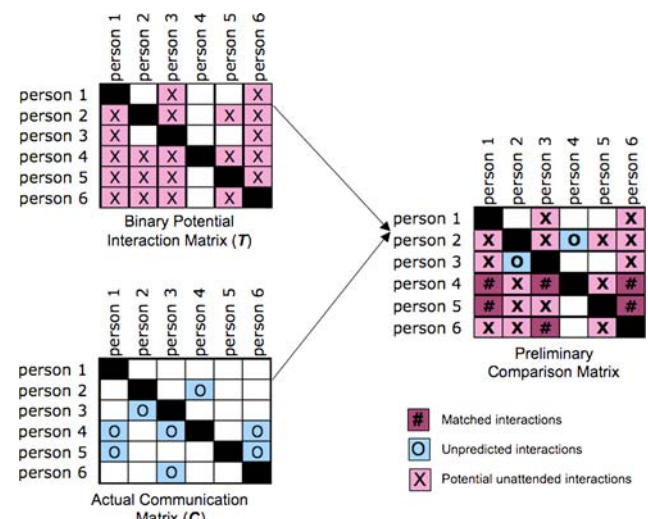 person 1 person 2 person 3 person 4 person 5 person 6
person 1 X X
person 2 X X X X
person 3 X X
person 4 X X X X X
person 5 X X X X
person 6 X X X X
Binary Potential
Interaction Matrix (T)
person 1 person 2 person 3 person 4 person 5 person 6
person 1
person 2 O
person 3 O
person 4 O O O
person 5 O O
person 6 O
Actual Communication
Matrix (C)
person 1 person 2 person 3 person 4 person 5 person 6
person 1 X X
person 2 X X O X X
person 3 X O X
person 4 # X # X #
person 5 # X X #
person 6 X X # X
Preliminary
Comparison Matrix
# Matched interactions
O Unpredicted interactions
X Potential unattended interactions